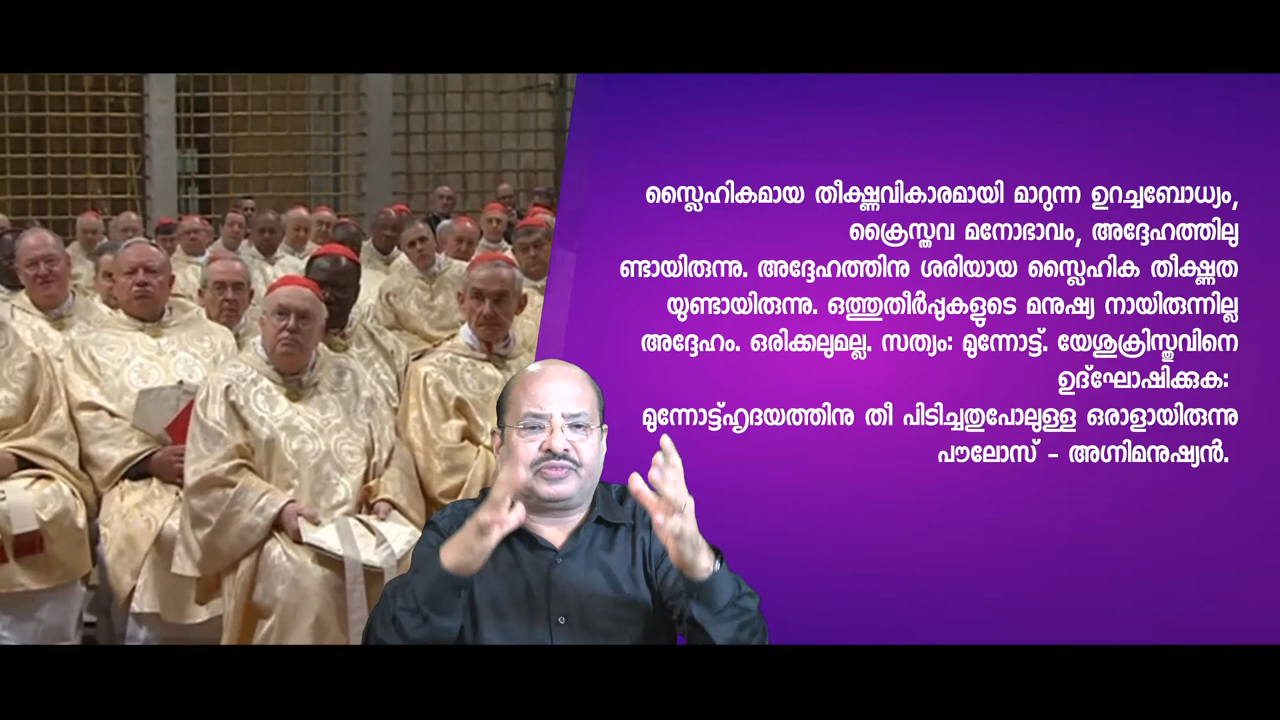 സ്ലൈഹികമായ തീക്ഷ്ണവികാരമായി മാറുന്ന ഉറച്ചബോധ്യം,
ക്രൈസ്തവ മനോഭാവം, അദ്ദേഹത്തിലു
ണ്ടായിരുന്നു. അദ്ദേഹത്തിനു ശരിയായ സ്ലൈഹിക തീക്ഷ്ണത
യുണ്ടായിരുന്നു. ഒത്തുതീർപ്പുകളുടെ മനുഷ്യ നായിരുന്നില്ല
അദ്ദേഹം. ഒരിക്കലുമല്ല. സത്യം: മുന്നോട്ട്. യേശുക്രിസ്തുവിനെ
ഉദ്ഘോഷിക്കുക:
മുന്നോട്ട്ഹൃദയത്തിനു തീ പിടിച്ചതുപോലുള്ള ഒരാളായിരുന്നു
പൗലോസ് – അഗ്നിമനുഷ്യൻ.